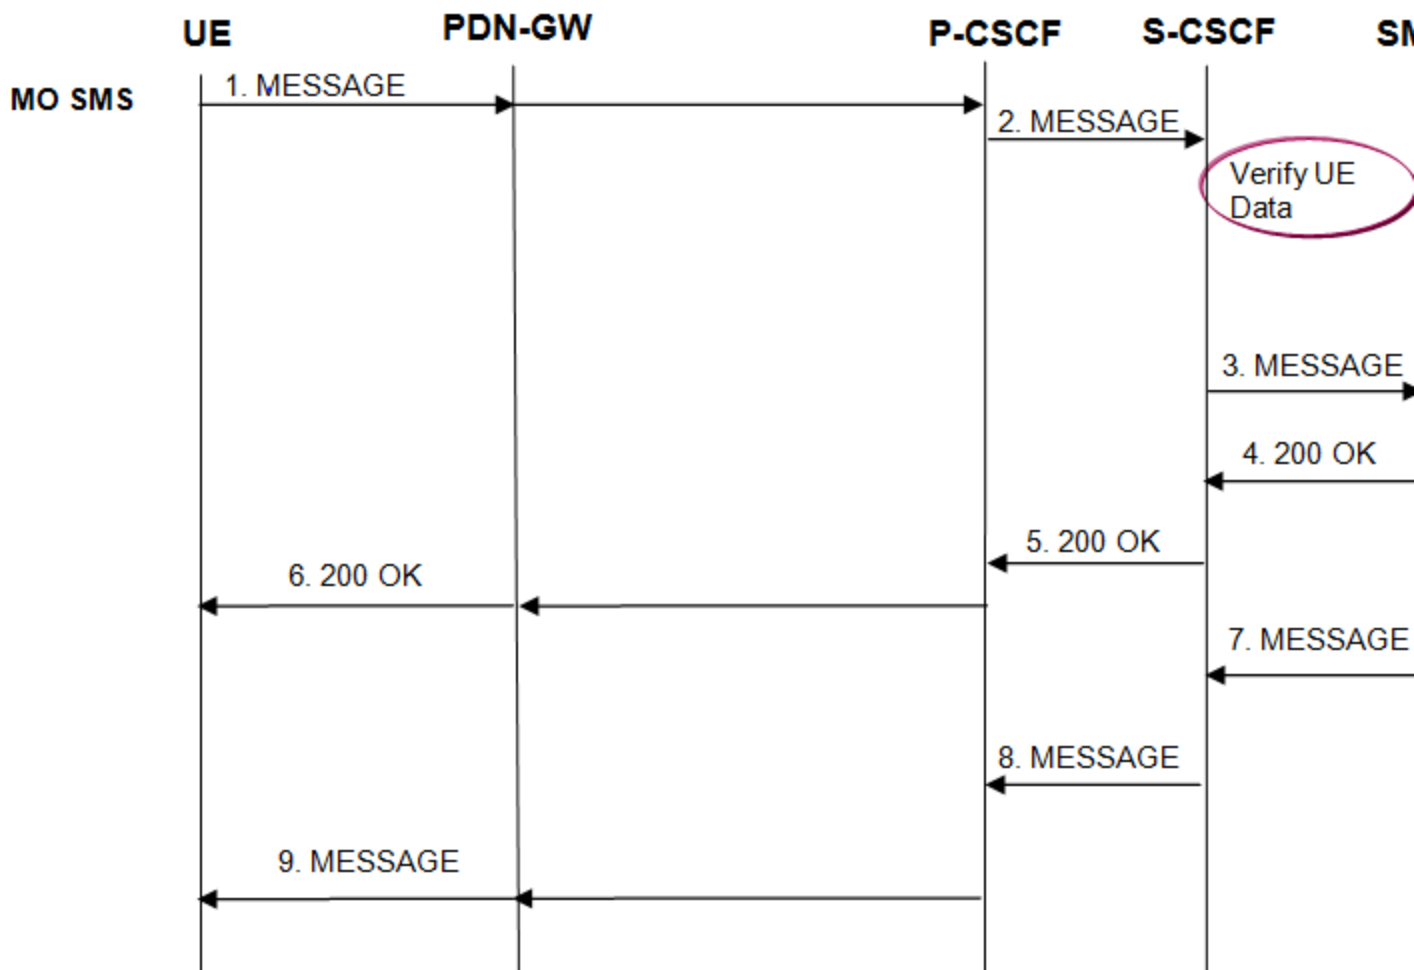 UE PDN-GW P-CSCF S-CSCF SM
MO SMS
1. MESSAGE
2. MESSAGE
Verify UE
Data
3. MESSAGE
4. 200 OK
5. 200 OK
6. 200 OK
7. MESSAGE
8. MESSAGE
9. MESSAGE